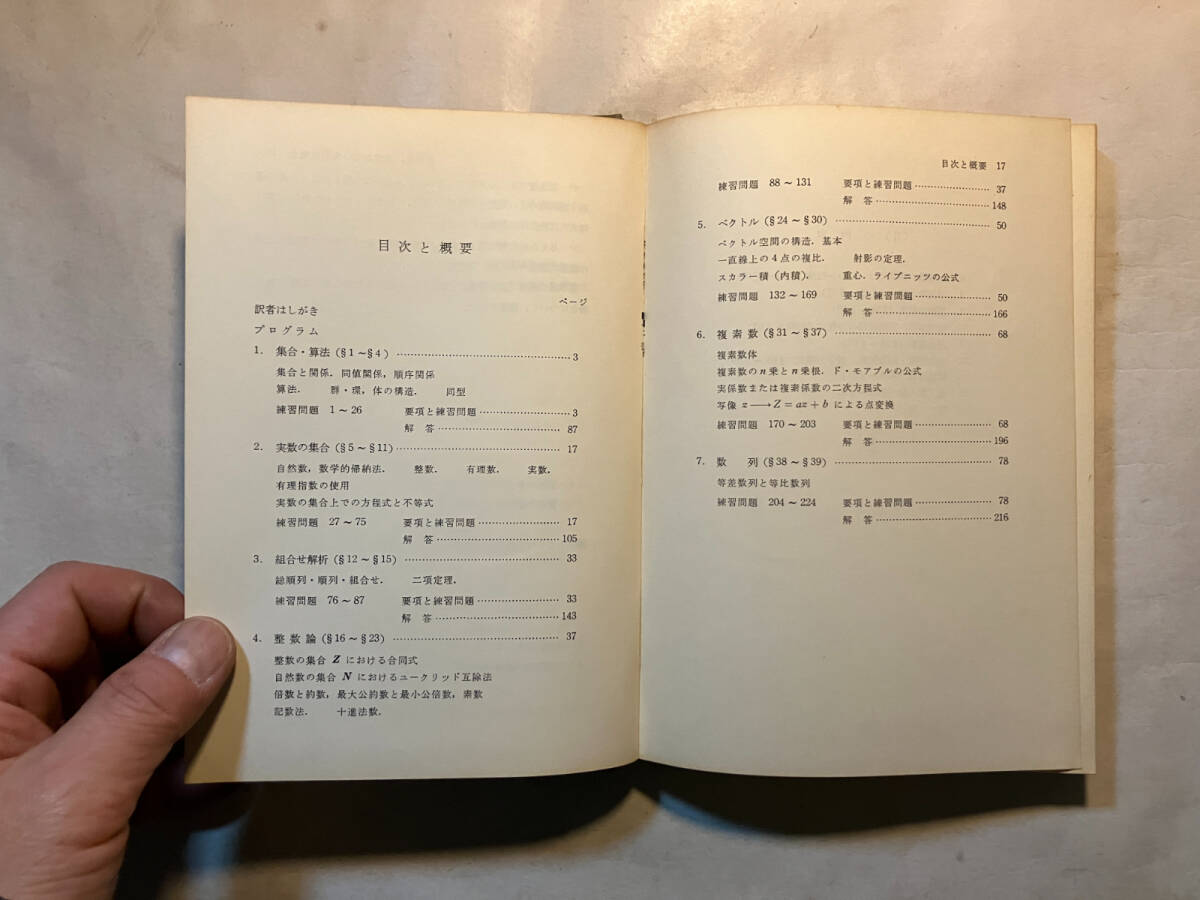 目次と概要
ページ
訳者はしがき
プログラム
1. 集合・算法 (§1~§4) ………… 3
集合と関係．同値関係，順序関係
算法． 群・環，体の構造． 同型
練習問題 1~26 要項と練習問題 ………… 3
解答 ………… 87
2. 実数の集合 (§5~§11) ………… 17
自然数，数学的帰納法． 整数． 有理数． 実数．
有理指数の使用
実数の集合上での方程式と不等式
練習問題 27~75 要項と練習問題 ………… 17
解答 ………… 105
3. 組合せ解析 (§12~§15) ………… 33
総順列・順列・組合せ． 二項定理．
練習問題 76~87 要項と練習問題 ………… 33
解答 ………… 143
4. 整数論 (§16~§23) ………… 37
整数の集合 Z における合同式
自然数の集合 N におけるユークリッド互除法
倍数と約数，最大公約数と最小公倍数，素数
記数法． 十進法数．
目次と概要 17
練習問題 88~131 要項と練習問題 ………… 37
解答 ………… 148
5. ベクトル (§24~§30) ………… 50
ベクトル空間の構造．基本
一直線上の4点の複比． 射影の定理．
スカラー積（内積）． 重心．ライプニッツの公式
練習問題 132~169 要項と練習問題 ………… 50
解答 ………… 166
6. 複素数 (§31~§37) ………… 68
複素数体
複素数のn乗とn乗根．ド・モアブルの公式
実係数または複素係数の二次方程式
写像 z→Z=az+b による点変換
練習問題 170~203 要項と練習問題 ………… 68
解答 ………… 196
7. 数列 (§38~§39) ………… 78
等差数列と等比数列
練習問題 204~224 要項と練習問題 ………… 78
解答 ………… 216